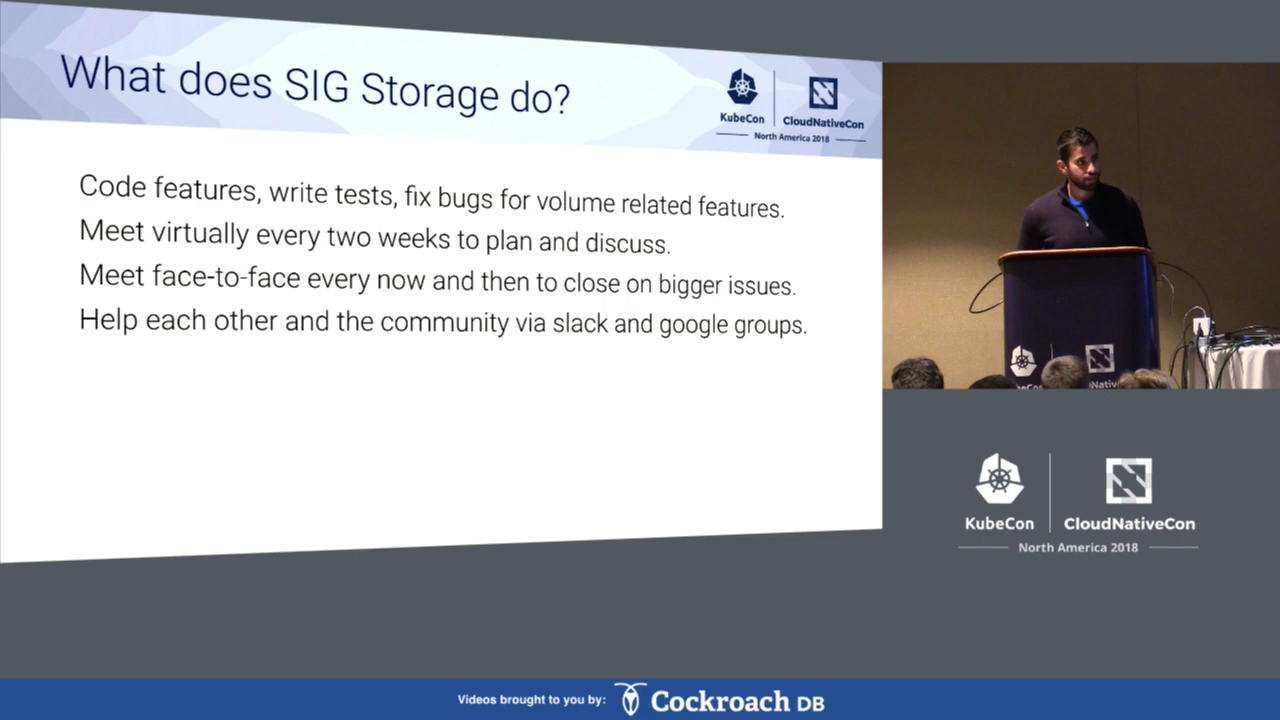 What does SIG Storage do?
KubeCon
CloudNativeCon
North America 2018
Code features, write tests, fix bugs for volume related features.
Meet virtually every two weeks to plan and discuss.
Meet face-to-face every now and then to close on bigger issues.
Help each other and the community via slack and google groups.
KubeCon
CloudNativeCon
North America 2018
Videos brought to you by:
Cockroach DB